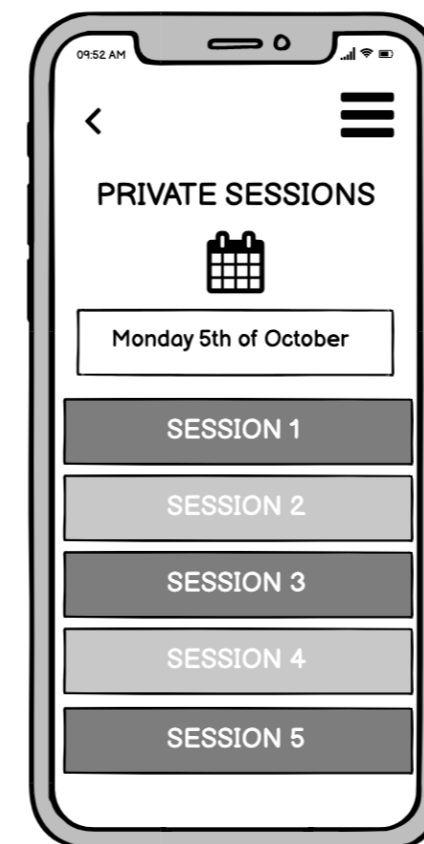 09:52 AM
PRIVATE SESSIONS
Monday 5th of October
SESSION 1
SESSION 2
SESSION 3
SESSION 4
SESSION 5